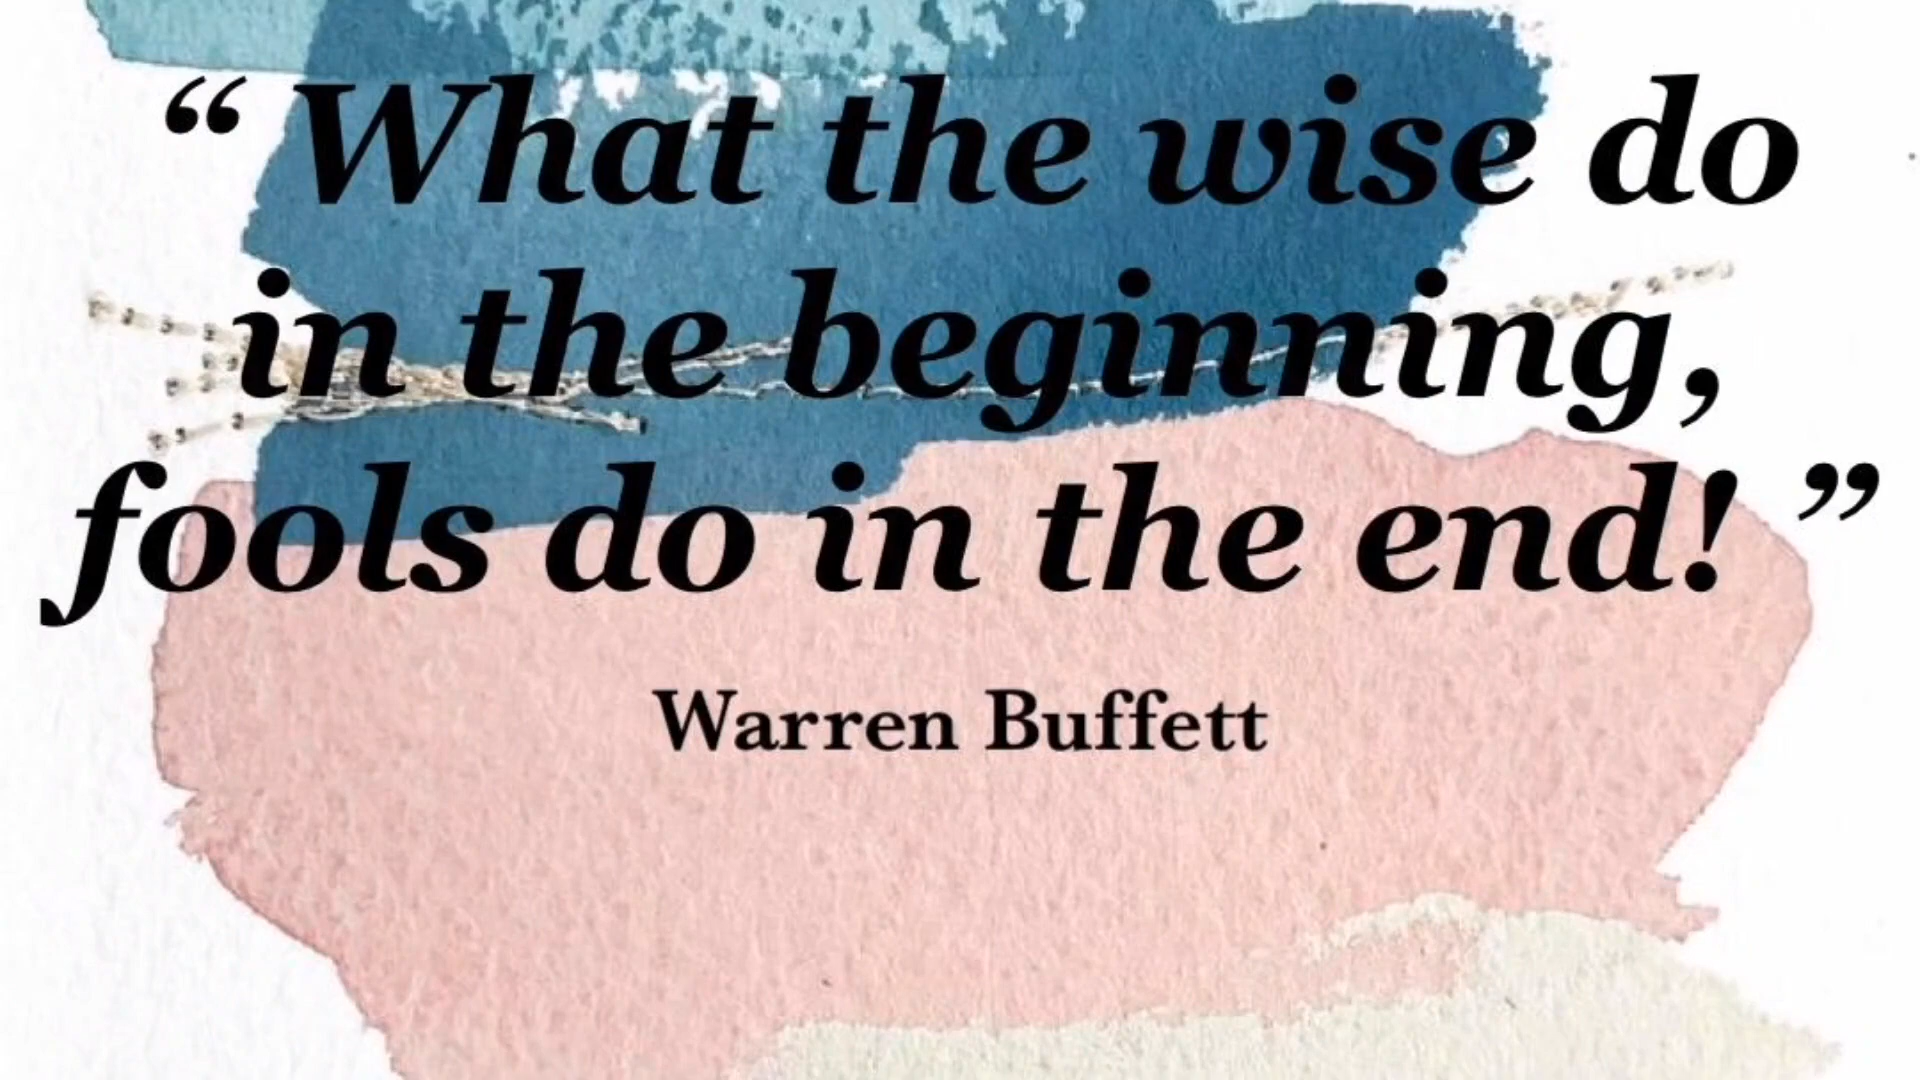 “ What the wise do
in the beginning,
fools do in the end! ”
Warren Buffett